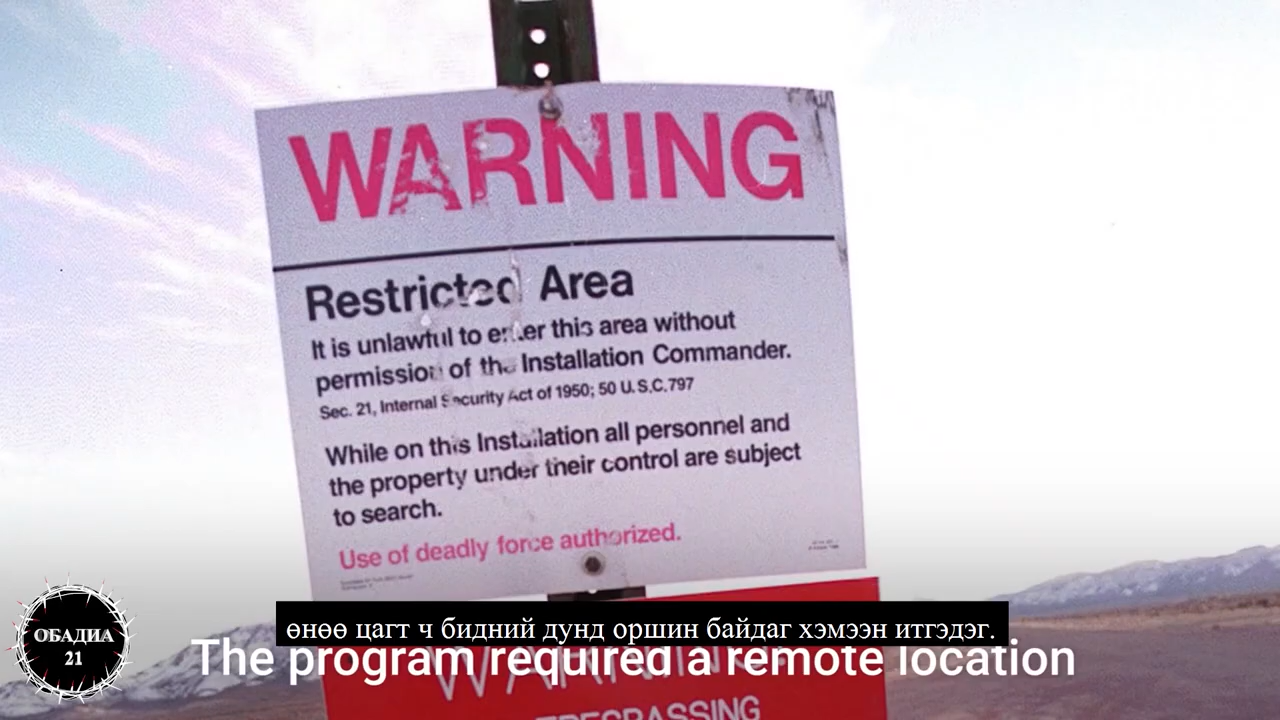 WARNING
Restricted Area
It is unlawful to enter this area without
permission of the Installation Commander.
Sec. 21, Internal Security Act of 1950; 50 U.S.C.797
While on this Installation all personnel and
the property under their control are subject
to search.
Use of deadly force authorized.
өнөө цагт ч бидний дунд оршин байдаг хэмээн итгэдэг.
The program required a remote location
WARNING
TRESPASSING
ОБАДИА
21